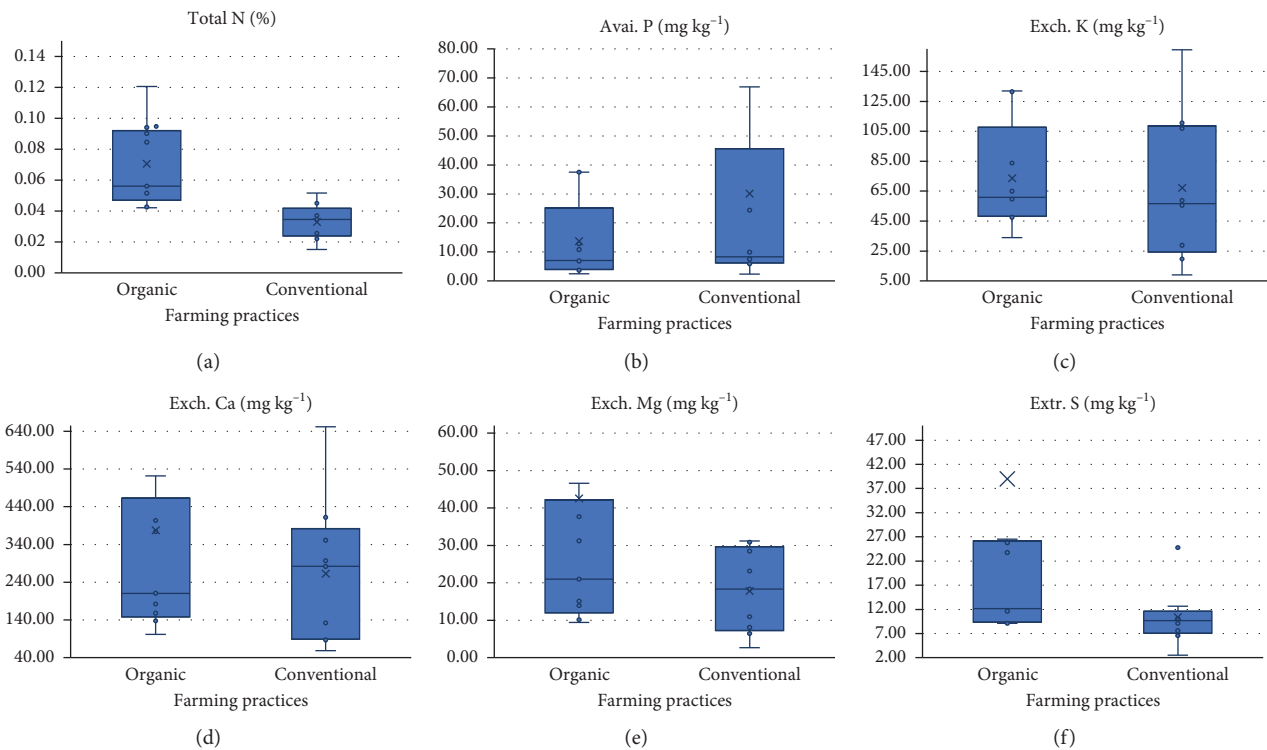 Total N (%)
0.14
0.12
0.10
0.08
0.06
0.04
0.02
0.00
Organic Conventional
Farming practices
(a)
Avai. P (mg kg⁻¹)
80.00
70.00
60.00
50.00
40.00
30.00
20.00
10.00
0.00
Organic Conventional
Farming practices
(b)
Exch. K (mg kg⁻¹)
145.00
125.00
105.00
85.00
65.00
45.00
25.00
5.00
Organic Conventional
Farming practices
(c)
Exch. Ca (mg kg⁻¹)
640.00
540.00
440.00
340.00
240.00
140.00
40.00
Organic Conventional
Farming practices
(d)
Exch. Mg (mg kg⁻¹)
60.00
50.00
40.00
30.00
20.00
10.00
0.00
Organic Conventional
Farming practices
(e)
Extr. S (mg kg⁻¹)
47.00
42.00
37.00
32.00
27.00
22.00
17.00
12.00
7.00
2.00
Organic Conventional
Farming practices
(f)